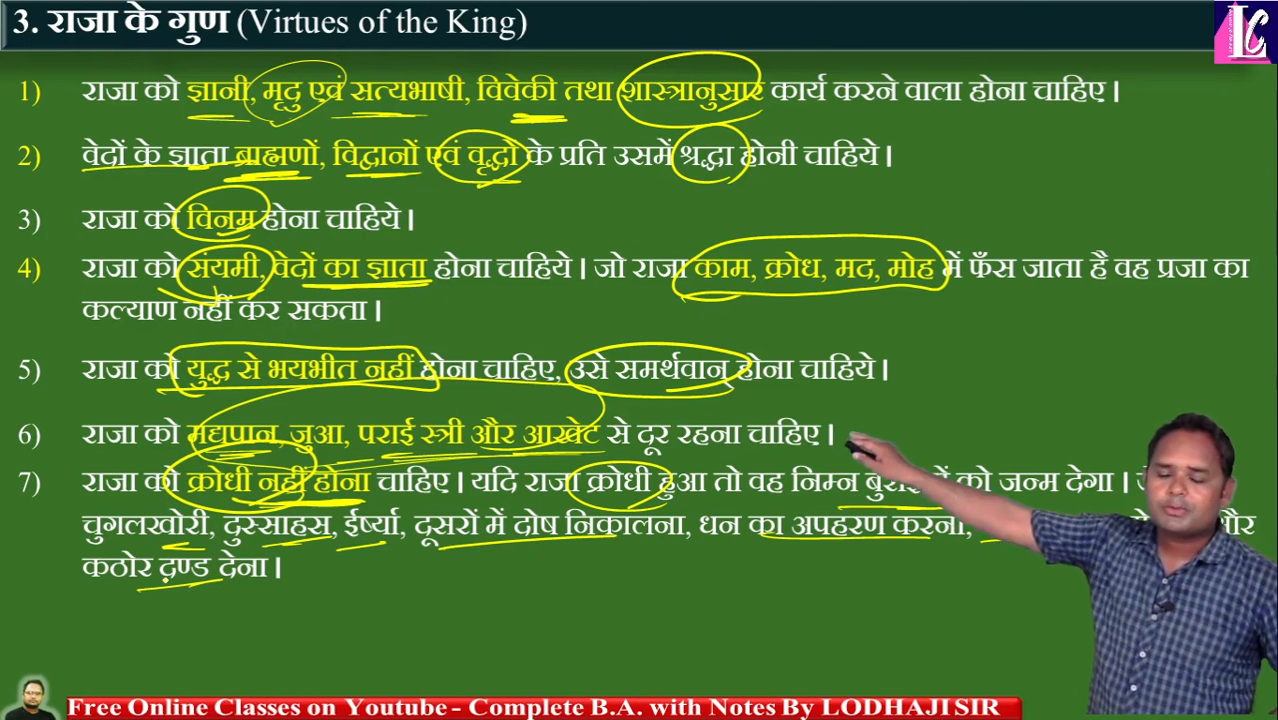 3. राजा के गुण (Virtues of the King)
LC
1) राजा को ज्ञानी, मृदु एवं सत्यभाषी, विवेकी तथा शास्त्रानुसार कार्य करने वाला होना चाहिए ।
2) वेदों के ज्ञाता ब्राह्मणों, विद्वानों एवं वृद्धों के प्रति उसमें श्रद्धा होनी चाहिये ।
3) राजा को विनम्र होना चाहिये ।
4) राजा को संयमी, वेदों का ज्ञाता होना चाहिये । जो राजा काम, क्रोध, मद, मोह में फँस जाता है वह प्रजा का
कल्याण नहीं कर सकता ।
5) राजा को युद्ध से भयभीत नहीं होना चाहिए, उसे समर्थवान् होना चाहिये ।
6) राजा को मद्यपान, जुआ, पराई स्त्री और आखेट से दूर रहना चाहिए ।
7) राजा को क्रोधी नहीं होना चाहिए । यदि राजा क्रोधी हुआ तो वह निम्न को जन्म देगा ।
चुगलखोरी, दुस्साहस, ईर्ष्या, दूसरों में दोष निकालना, धन का अपहरण करना, और
कठोर दण्ड देना ।
Free Online Classes on Youtube - Complete B.A. with Notes By LODHAJI SIR